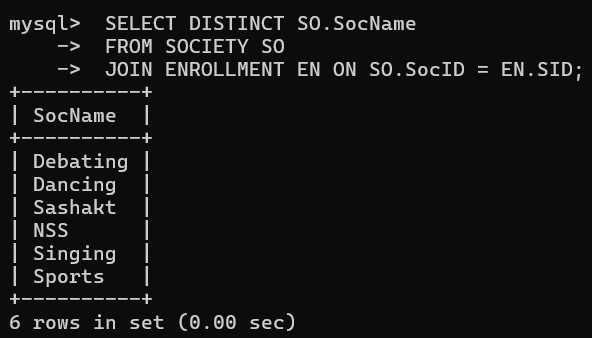 mysql>  SELECT DISTINCT SO.SocName
    ->  FROM SOCIETY SO
    ->  JOIN ENROLLMENT EN ON SO.SocID = EN.SID;
+----------+
| SocName  |
+----------+
| Debating |
| Dancing  |
| Sashakt  |
| NSS      |
| Singing  |
| Sports   |
+----------+
6 rows in set (0.00 sec)